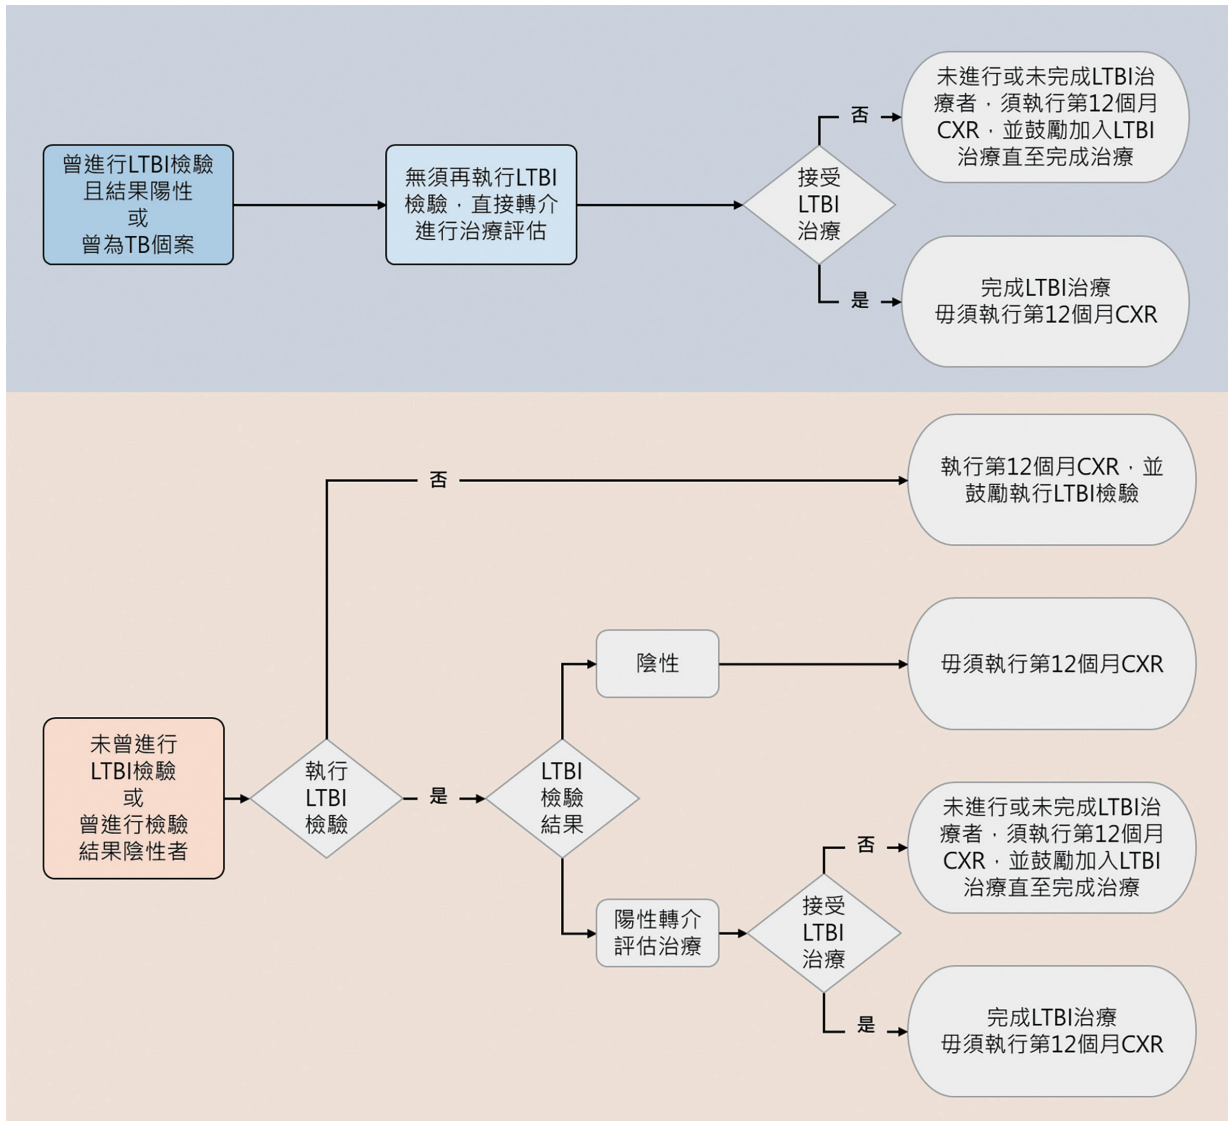 曾進行LTBI檢驗
且結果陽性
或
曾為TB個案
無須再執行LTBI
檢驗，直接轉介
進行治療評估
接受
LTBI
治療
否
未進行或未完成LTBI治
療者，須執行第12個月
CXR，並鼓勵加入LTBI
治療直至完成治療
是
完成LTBI治療
毋須執行第12個月CXR
未曾進行
LTBI檢驗
或
曾進行檢驗
結果陰性者
執行
LTBI
檢驗
否
執行第12個月CXR，並
鼓勵執行LTBI檢驗
是
LTBI
檢驗
結果
陰性
毋須執行第12個月CXR
陽性轉介
評估治療
接受
LTBI
治療
否
未進行或未完成LTBI治
療者，須執行第12個月
CXR，並鼓勵加入LTBI
治療直至完成治療
是
完成LTBI治療
毋須執行第12個月CXR